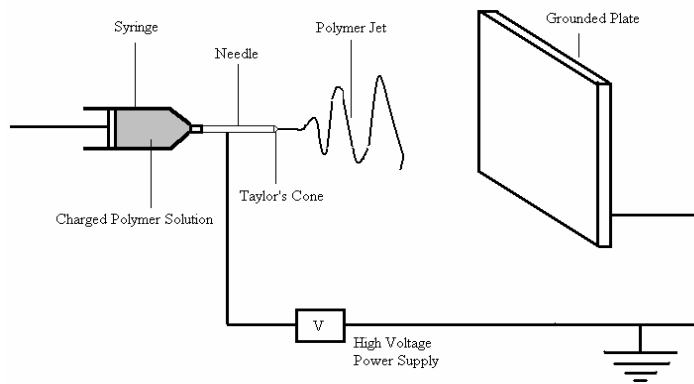 Syringe
Needle
Polymer Jet
Grounded Plate
Taylor's Cone
Charged Polymer Solution
V
High Voltage
Power Supply